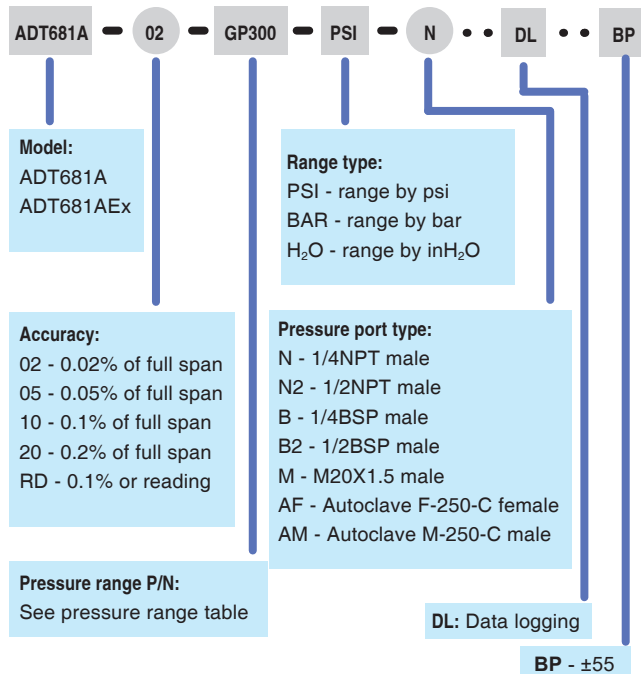 ADT681A - 02 - GP300 - PSI - N • • DL • • BP
Model:
ADT681A
ADT681AEx
Range type:
PSI - range by psi
BAR - range by bar
H₂O - range by inH₂O
Accuracy:
02 - 0.02% of full span
05 - 0.05% of full span
10 - 0.1% of full span
20 - 0.2% of full span
RD - 0.1% or reading
Pressure port type:
N - 1/4NPT male
N2 - 1/2NPT male
B - 1/4BSP male
B2 - 1/2BSP male
M - M20X1.5 male
AF - Autoclave F-250-C female
AM - Autoclave M-250-C male
Pressure range P/N:
See pressure range table
DL: Data logging
BP - ±55